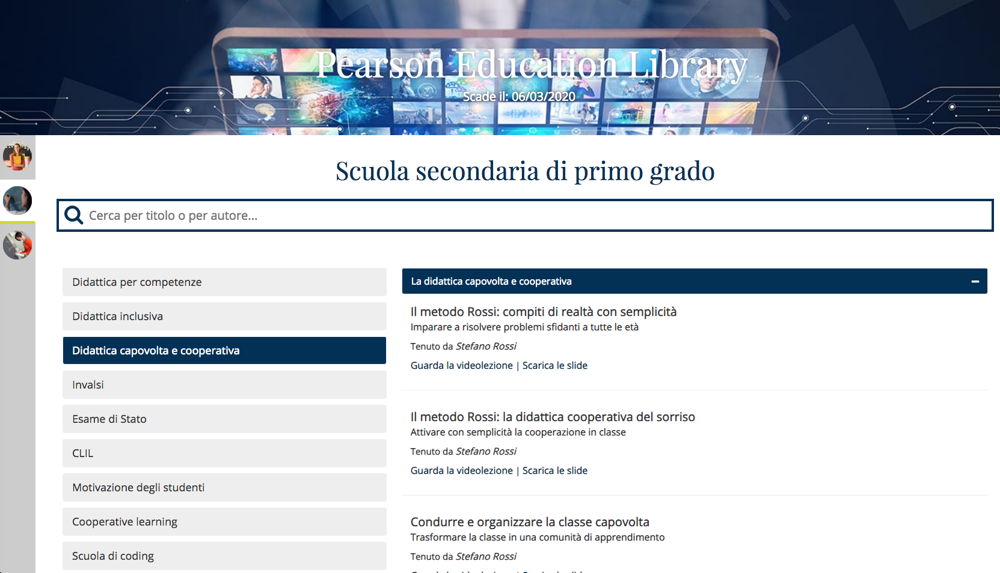 Pearson Education Library
Scade il: 06/03/2020
Scuola secondaria di primo grado
Cerca per titolo o per autore...
Didattica per competenze
Didattica inclusiva
Didattica capovolta e cooperativa
Invalsi
Esame di Stato
CLIL
Motivazione degli studenti
Cooperative learning
Scuola di coding
La didattica capovolta e cooperativa
Il metodo Rossi: compiti di realtà con semplicità
Imparare a risolvere problemi sfidanti a tutte le età
Tenuto da Stefano Rossi
Guarda la videolezione | Scarica le slide
Il metodo Rossi: la didattica cooperativa del sorriso
Attivare con semplicità la cooperazione in classe
Tenuto da Stefano Rossi
Guarda la videolezione | Scarica le slide
Condurre e organizzare la classe capovolta
Trasformare la classe in una comunità di apprendimento
Tenuto da Stefano Rossi